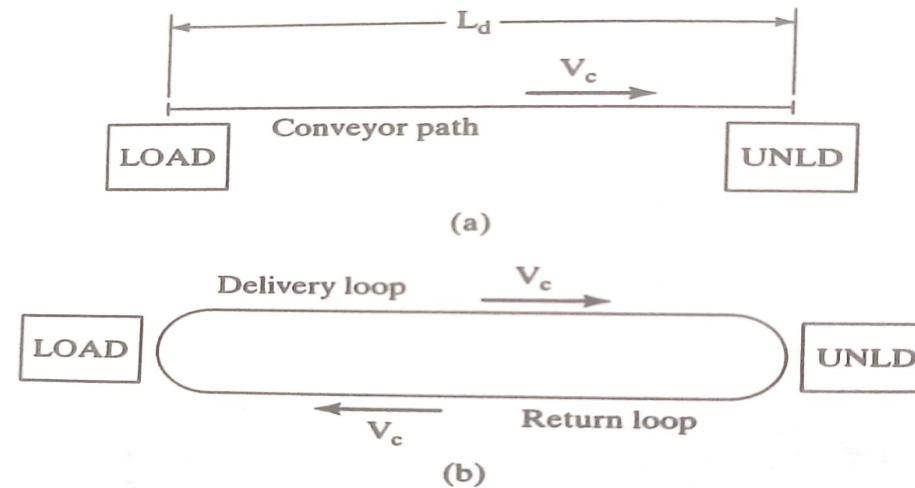 L_d
V_c
Conveyor path
LOAD
UNLD
(a)
Delivery loop
V_c
LOAD
UNLD
V_c
Return loop
(b)